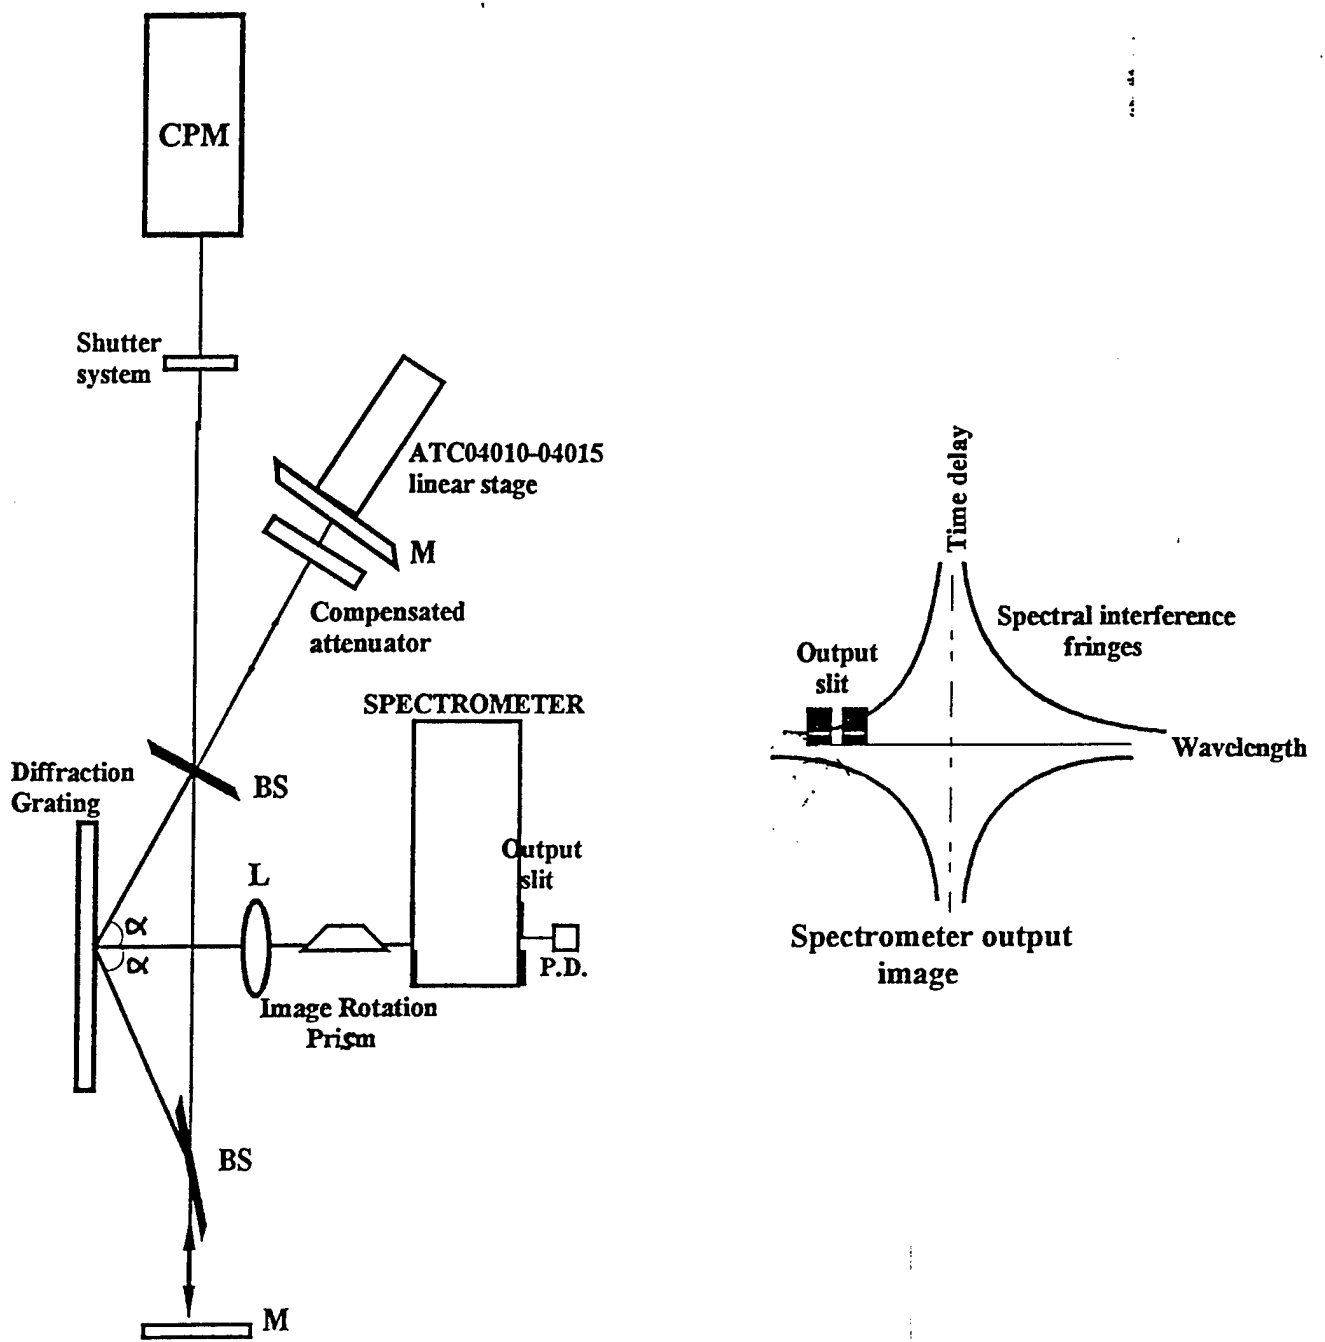 CPM
Shutter
system
ATC04010-04015
linear stage
M
Compensated
attenuator
SPECTROMETER
BS
Diffraction
Grating
L
Output
slit
α
α
P.D.
Image Rotation
Prism
BS
M
Time delay
Spectral interference
fringes
Output
slit
Wavelength
Spectrometer output
image